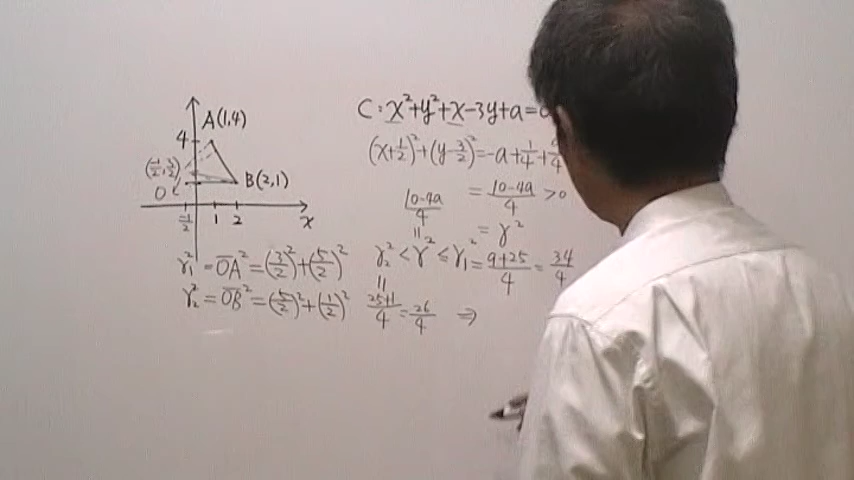 A(1,4)
4
(-1/2, 3/2)
O
B(2,1)
-1/2 1 2 x
C : x²+y²+x-3y+a=0
(x+1/2)²+(y-3/2)²=-a+1/4+9/4
10-4a/4 = 10-4a/4 >0
= r²
r₂² < r² ≤ r₁² = 9+25/4 = 34/4
r₁² = OA² = (3/2)²+(5/2)²
r₂² = OB² = (5/2)²+(1/2)² 25+1/4 = 26/4 ⇒